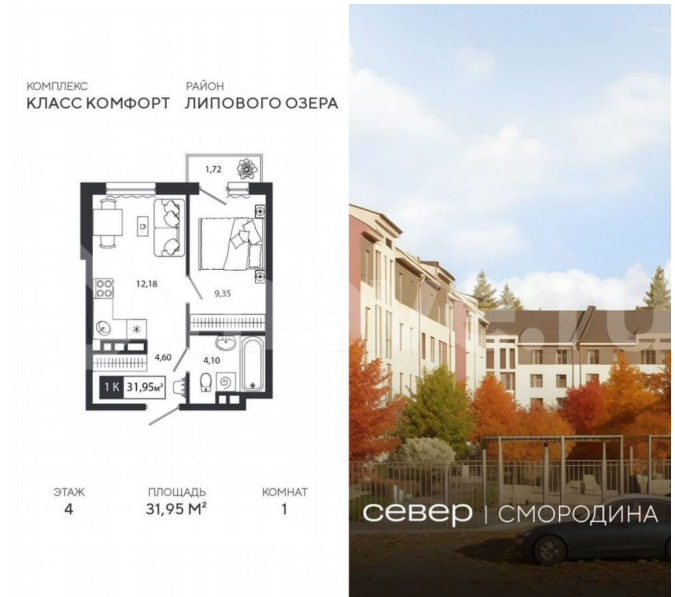 КОМПЛЕКС
КЛАСС КОМФОРТ
РАЙОН
ЛИПОВОГО ОЗЕРА
1,72
12,18
9,35
4,60
4,10
1 К
31,95м²
ЭТАЖ
4
ПЛОЩАДЬ
31,95 М²
КОМНАТ
1
север | СМОРОДИНА